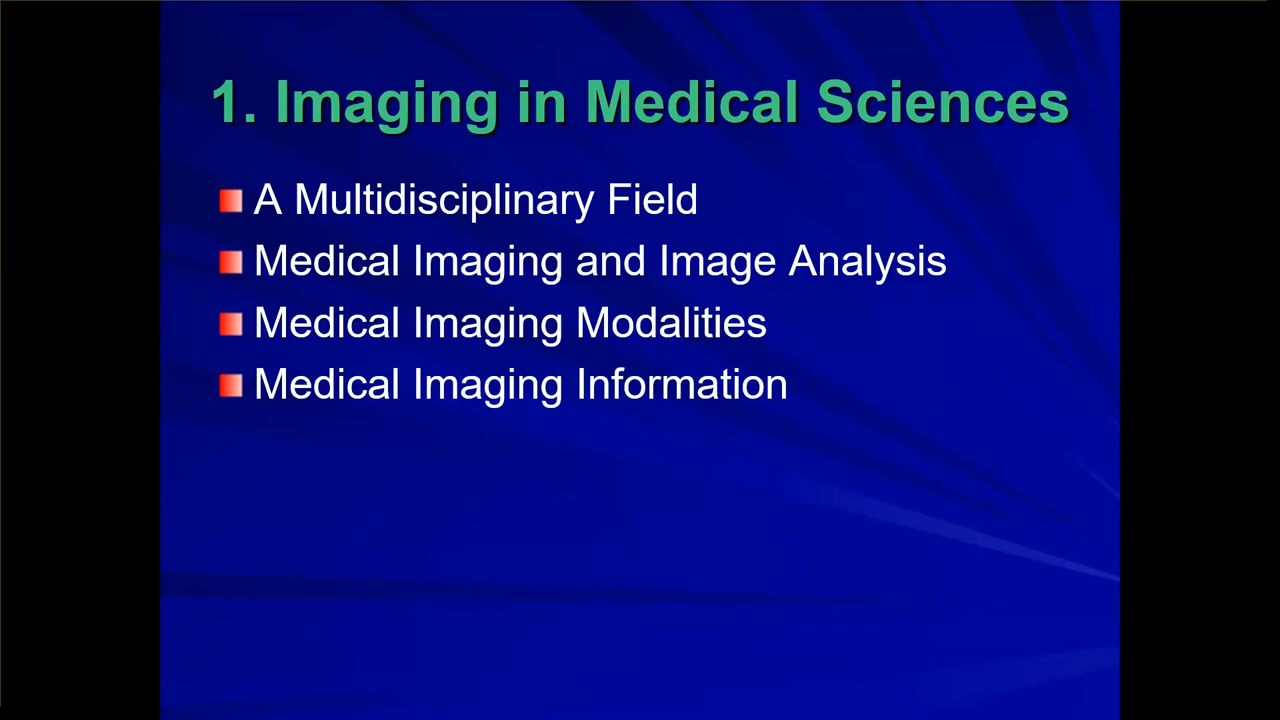 1. Imaging in Medical Sciences
A Multidisciplinary Field
Medical Imaging and Image Analysis
Medical Imaging Modalities
Medical Imaging Information